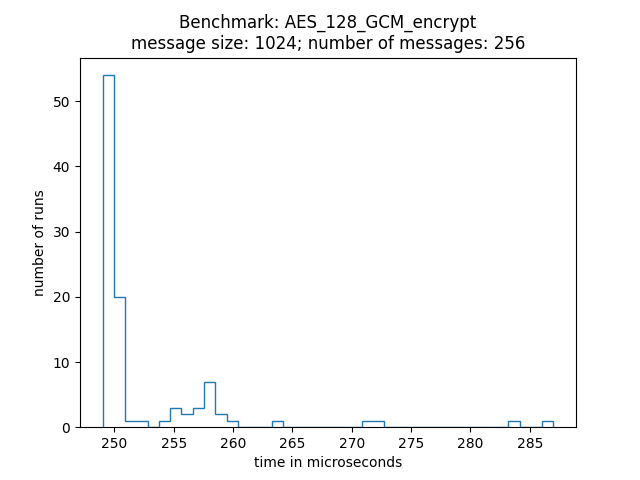 Benchmark: AES_128_GCM_encrypt
message size: 1024; number of messages: 256
50
40
30
20
10
0
number of runs
250 255 260 265 270 275 280 285
time in microseconds